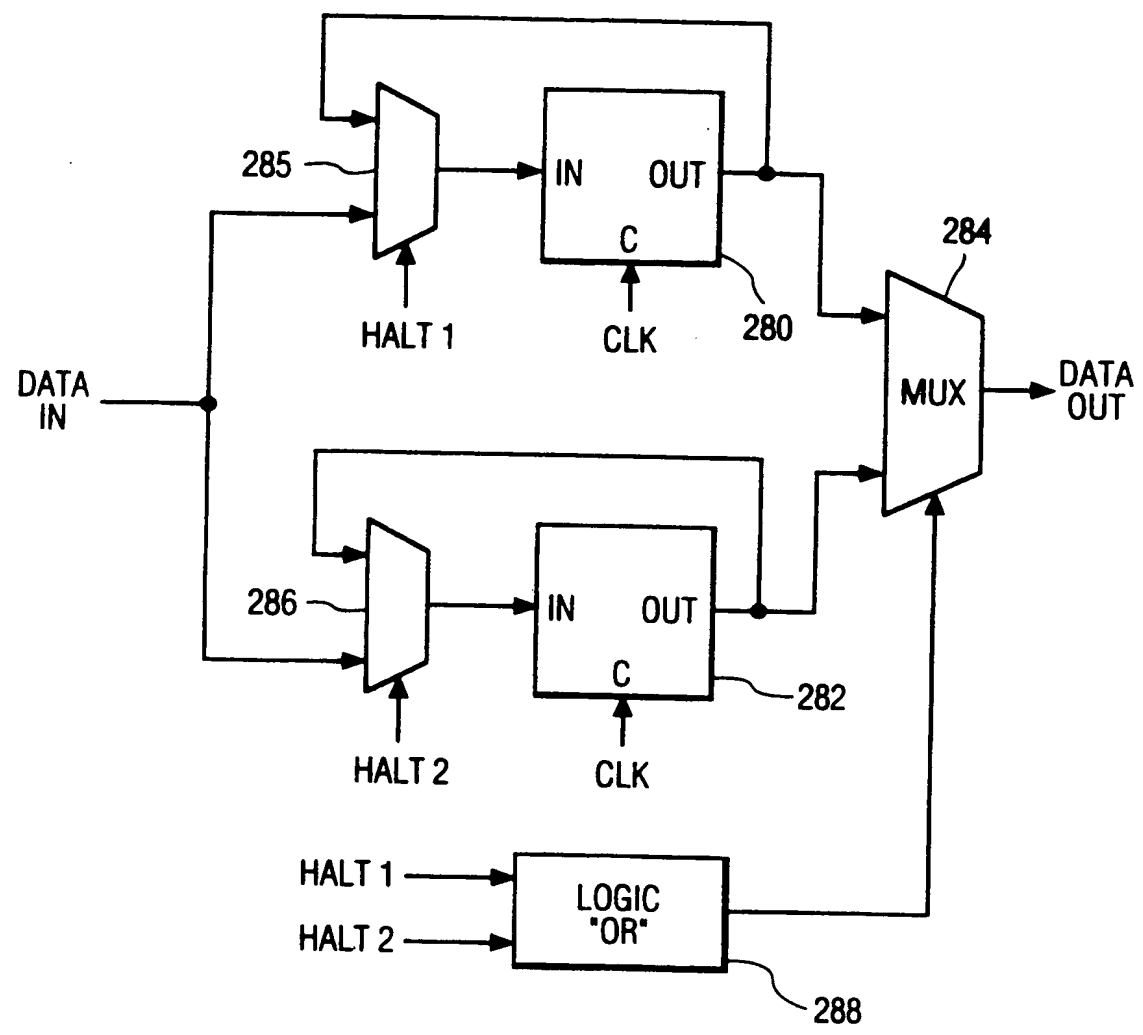 285
IN
OUT
C
284
280
HALT 1
CLK
DATA
IN
MUX
DATA
OUT
286
IN
OUT
C
282
HALT 2
CLK
HALT 1
HALT 2
LOGIC
"OR"
288